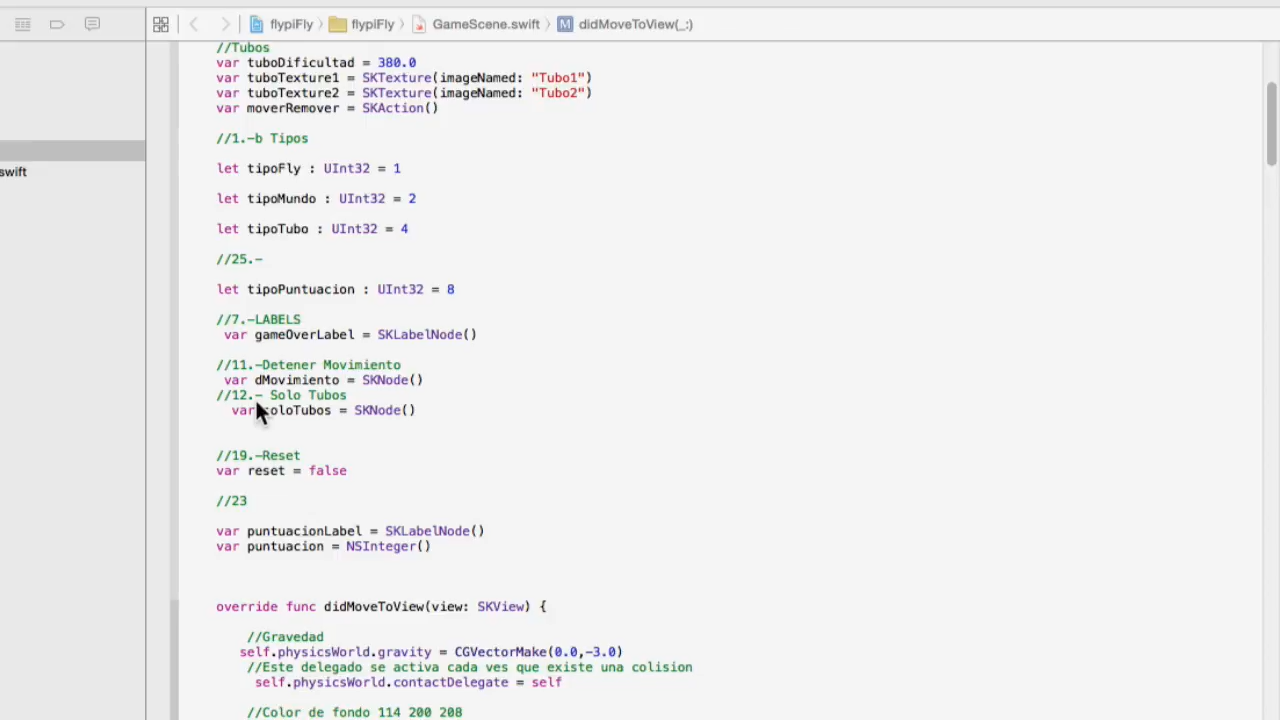 flypiFly flypiFly GameScene.swift M didMoveToView(_:)
swift
//Tubos
var tuboDificultad = 380.0
var tuboTexture1 = SKTexture(imageNamed: "Tubo1")
var tuboTexture2 = SKTexture(imageNamed: "Tubo2")
var moverRemover = SKAction()
//1.-b Tipos
let tipoFly : UInt32 = 1
let tipoMundo : UInt32 = 2
let tipoTubo : UInt32 = 4
//25.-
let tipoPuntuacion : UInt32 = 8
//7.-LABELS
var gameOverLabel = SKLabelNode()
//11.-Detener Movimiento
var dMovimiento = SKNode()
//12.- Solo Tubos
var soloTubos = SKNode()
//19.-Reset
var reset = false
//23
var puntuacionLabel = SKLabelNode()
var puntuacion = NSInteger()
override func didMoveToView(view: SKView) {
//Gravedad
self.physicsWorld.gravity = CGVectorMake(0.0,-3.0)
//Este delegado se activa cada ves que existe una colision
self.physicsWorld.contactDelegate = self
//Color de fondo 114 200 208